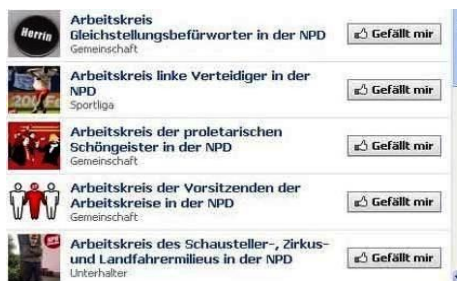 Herrin
Arbeitskreis
Gleichstellungsbefürworter in der NPD
Gemeinschaft
Gefällt mir
Arbeitskreis linke Verteidiger in der
NPD
Sportliga
Gefällt mir
Arbeitskreis der proletarischen
Schöngeister in der NPD
Gemeinschaft
Gefällt mir
Arbeitskreis der Vorsitzenden der
Arbeitskreise in der NPD
Gemeinschaft
Gefällt mir
Arbeitskreis des Schausteller-, Zirkus-
und Landfahrermilieus in der NPD
Unterhalter
Gefällt mir